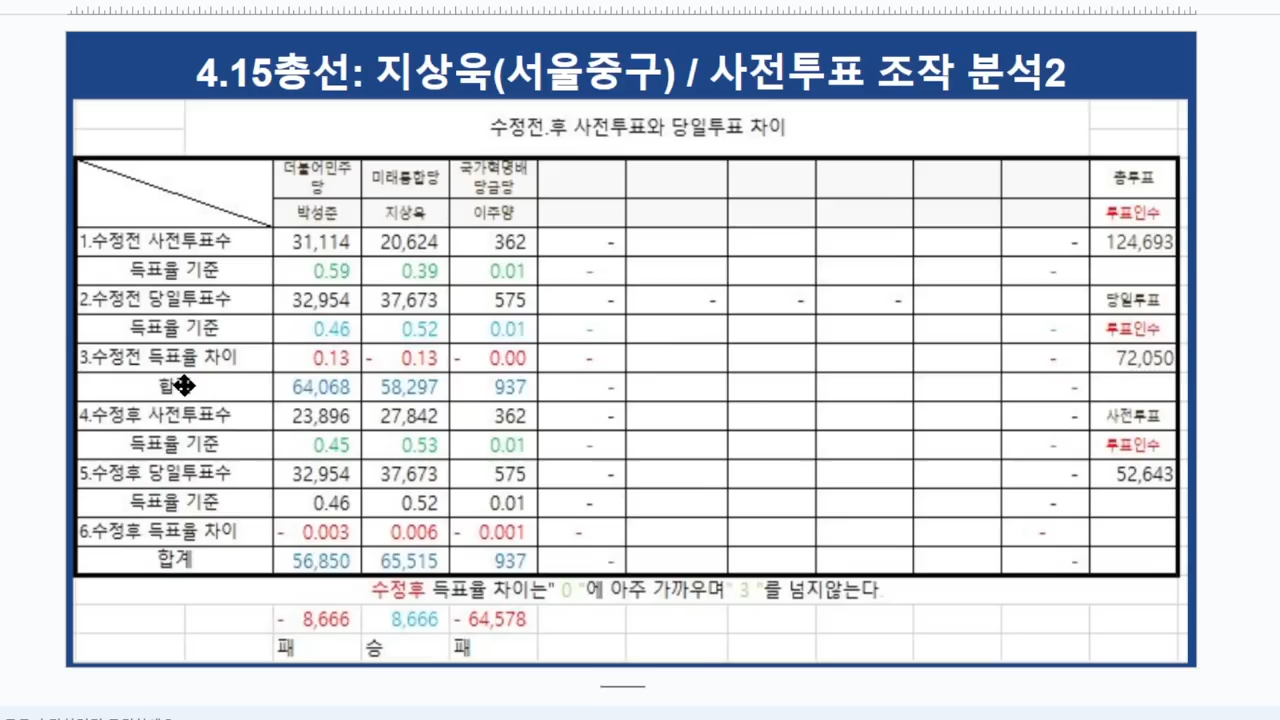 4.15총선: 지상욱(서울중구) / 사전투표 조작 분석2
수정전.후 사전투표와 당일투표 차이
더불어민주당 미래통합당 국가혁명배당금당 총투표
박성준 지상욱 이주양 투표인수
1.수정전 사전투표수 31,114 20,624 362 - - 124,693
득표율 기준 0.59 0.39 0.01 - -
2.수정전 당일투표수 32,954 37,673 575 - - - - - 당일투표
득표율 기준 0.46 0.52 0.01 - - 투표인수
3.수정전 득표율 차이 0.13 - 0.13 - 0.00 - - 72,050
64,068 58,297 937 - -
4.수정후 사전투표수 23,896 27,842 362 - - 사전투표
득표율 기준 0.45 0.53 0.01 - - 투표인수
5.수정후 당일투표수 32,954 37,673 575 - - 52,643
득표율 기준 0.46 0.52 0.01 - -
6.수정후 득표율 차이 - 0.003 0.006 - 0.001 - -
합계 56,850 65,515 937 - -
수정후 득표율 차이는" 0 "에 아주 가까우며" 3 "를 넘지않는다.
- 8,666 8,666 - 64,578
패 승 패